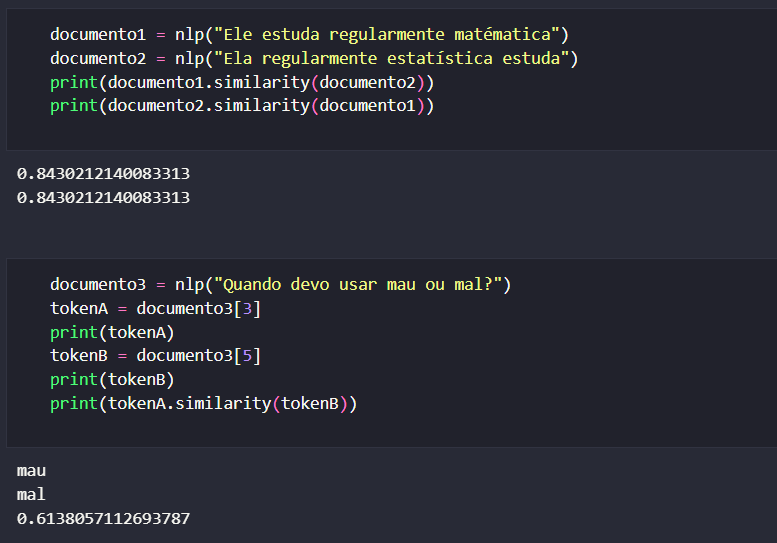 documento1 = nlp("Ele estuda regularmente matématica")
documento2 = nlp("Ela regularmente estatística estuda")
print(documento1.similarity(documento2))
print(documento2.similarity(documento1))
0.8430212140083313
0.8430212140083313
documento3 = nlp("Quando devo usar mau ou mal?")
tokenA = documento3[3]
print(tokenA)
tokenB = documento3[5]
print(tokenB)
print(tokenA.similarity(tokenB))
mau
mal
0.6138057112693787